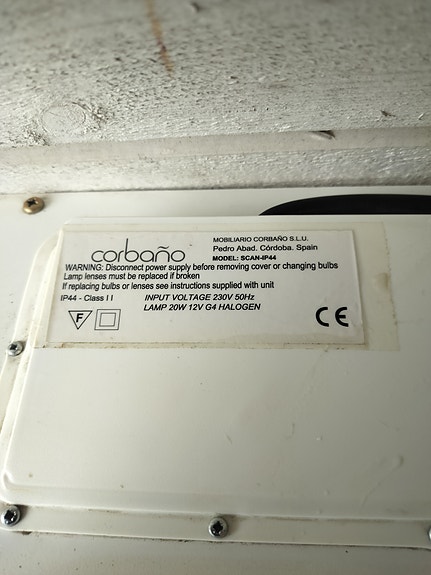 corbaño
MOBILIARIO CORBAÑO S.L.U.
Pedro Abad. Córdoba. Spain
MODEL: SCAN-IP44
WARNING: Disconnect power supply before removing cover or changing bulbs
Lamp lenses must be replaced if broken
If replacing bulbs or lenses see instructions supplied with unit
IP44 - Class I I
INPUT VOLTAGE 230V 50Hz
LAMP 20W 12V G4 HALOGEN
F
CE